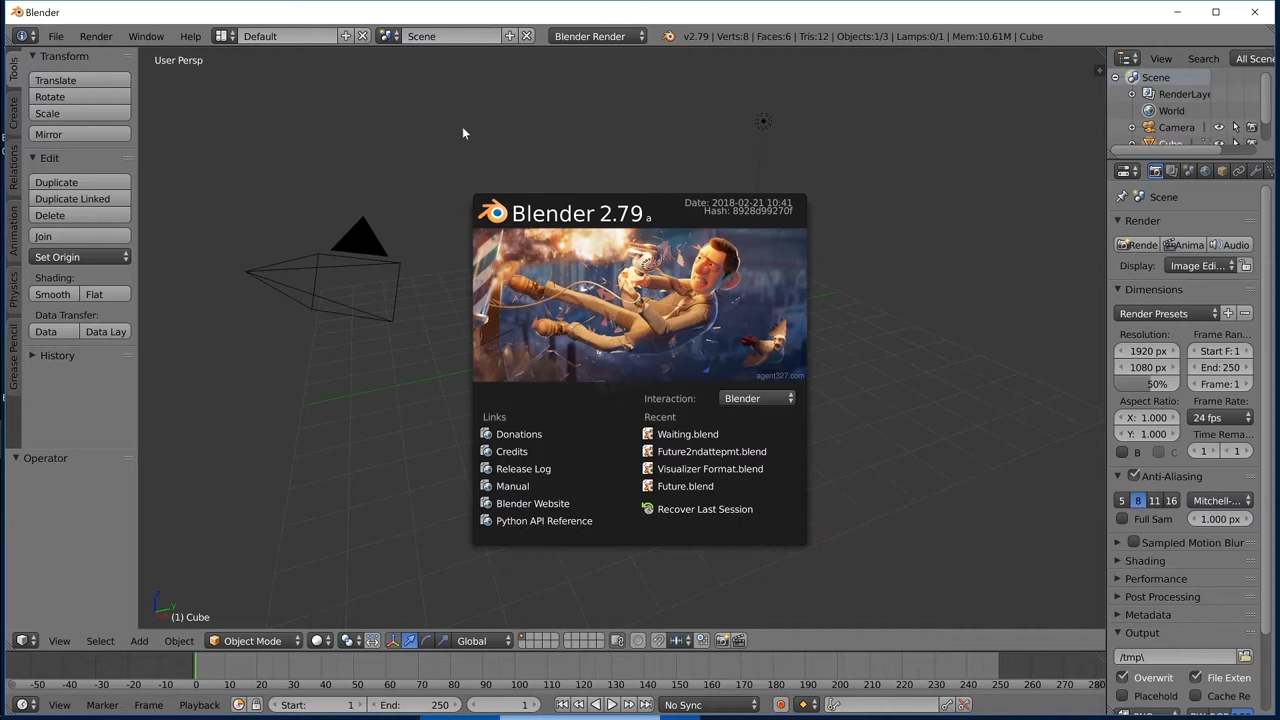 Blender
File Render Window Help Default Scene Blender Render v2.79 | Verts:8 | Faces:6 | Tris:12 | Objects:1/3 | Lamps:0/1 | Mem:10.61M | Cube
Tools
Create
Relations
Animation
Physics
Grease Pencil
Transform
Translate
Rotate
Scale
Mirror
Edit
Duplicate
Duplicate Linked
Delete
Join
Set Origin
Shading:
Smooth Flat
Data Transfer:
Data Data Lay
History
Operator
User Persp
Blender 2.79 a
Date: 2018-02-21 10:41
Hash: 8928d99270f
agent327.com
Interaction: Blender
Links
Donations
Credits
Release Log
Manual
Blender Website
Python API Reference
Recent
Waiting.blend
Future2ndattepmt.blend
Visualizer Format.blend
Future.blend
Recover Last Session
z
y
(1) Cube
View Select Add Object Object Mode Global
View Search All Scene
Scene
RenderLaye
World
Camera
Scene
Render
Rende Anima Audio
Display: Image Edi...
Dimensions
Render Presets
Resolution: Frame Ran...
1920 px Start F: 1
1080 px End: 250
50% Frame: 1
Aspect Ratio: Frame Rate:
X: 1.000 24 fps
Y: 1.000 Time Rema...
B C 1 1
Anti-Aliasing
5 8 11 16 Mitchell-...
Full Sam 1.000 px
Sampled Motion Blur
Shading
Performance
Post Processing
Metadata
Output
/tmp\
Overwrit File Exten
Placehold Cache Re
-50 -40 -30 -20 -10 0 10 20 30 40 50 60 70 80 90 100 110 120 130 140 150 160 170 180 190 200 210 220 230 240 250 260 270 280
View Marker Frame Playback Start: 1 End: 250 1 No Sync